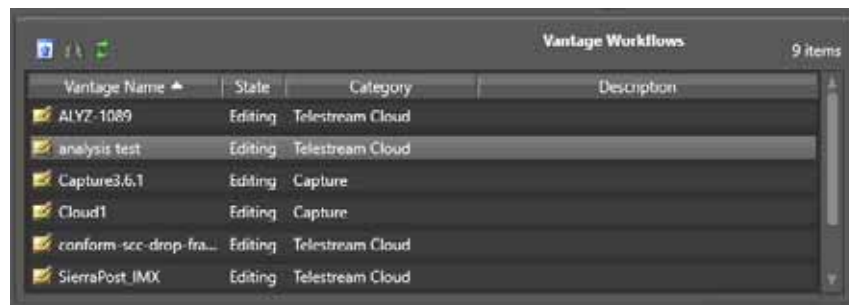 Vantage Workflows
9 items
Vantage Name State Category Description
ALYZ-1089 Editing Telestream Cloud
analysis test Editing Telestream Cloud
Capture3.6.1 Editing Capture
Cloud1 Editing Capture
conform-scc-drop-fra... Editing Telestream Cloud
SierraPost_IMX Editing Telestream Cloud